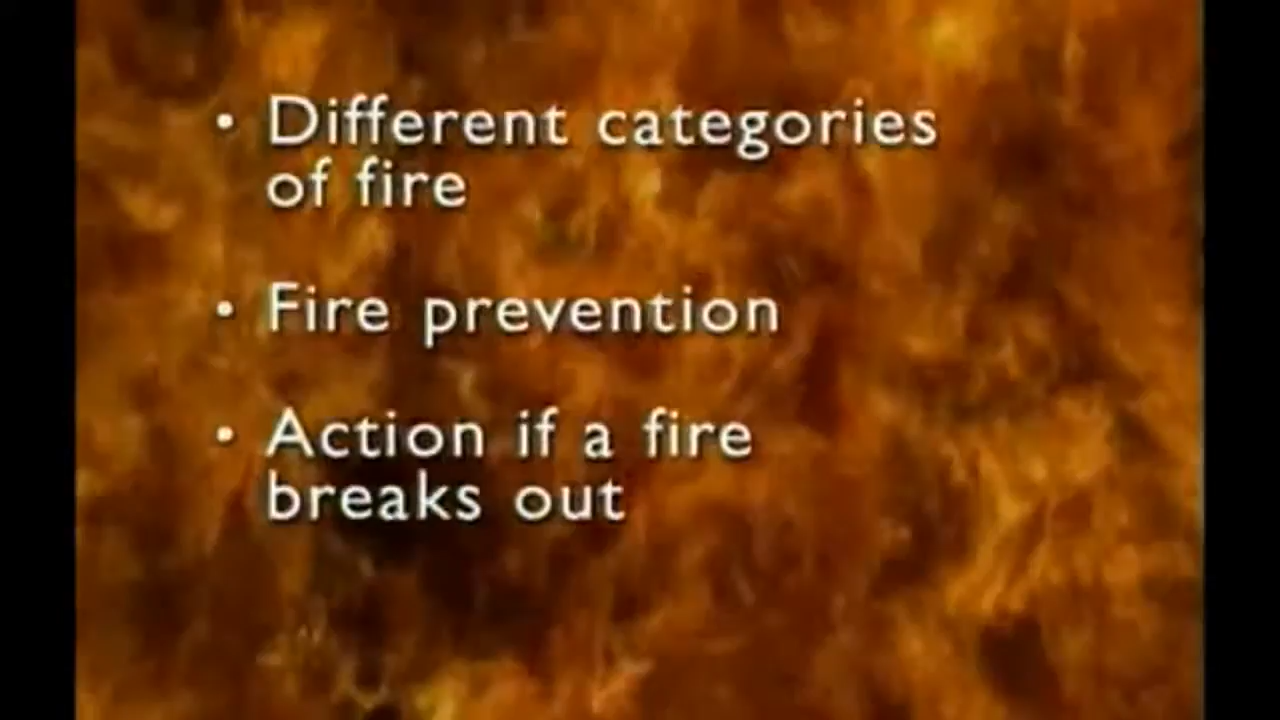 • Different categories
of fire
• Fire prevention
• Action if a fire
breaks out